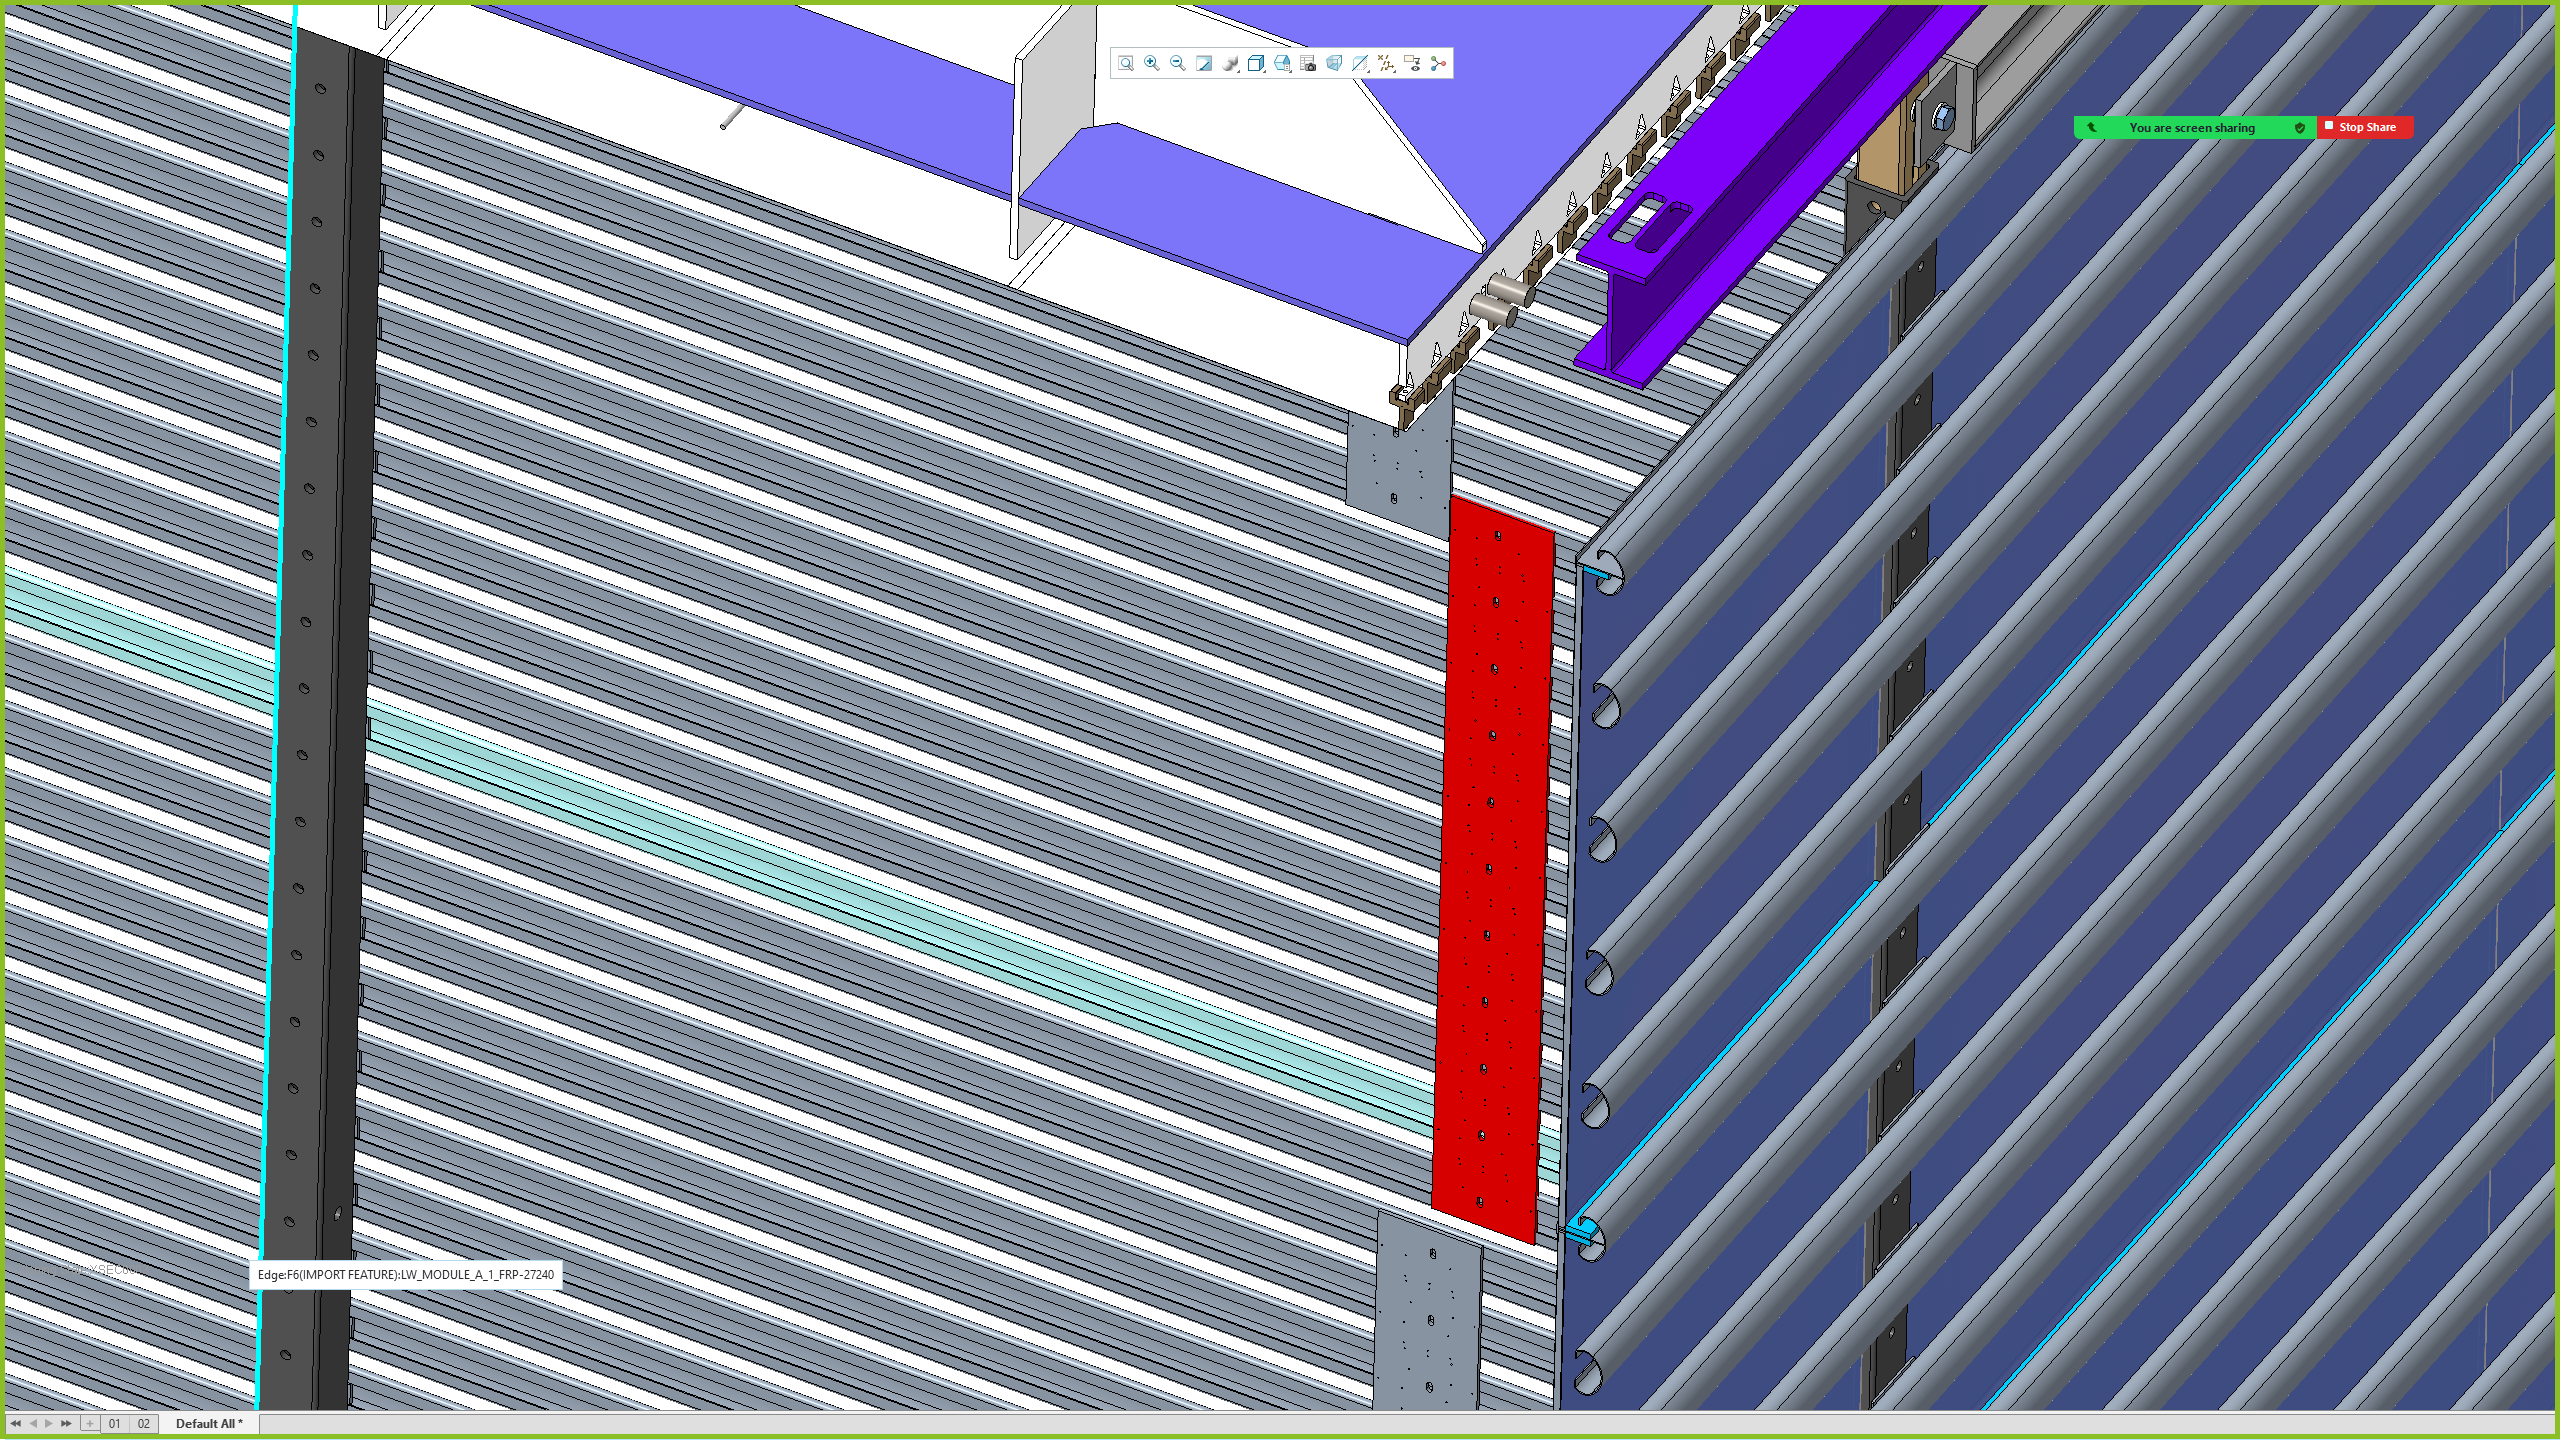 You are screen sharing
Stop Share
Edge:F6(IMPORT FEATURE):LW_MODULE_A_1_FRP-27240
01 02 Default All *